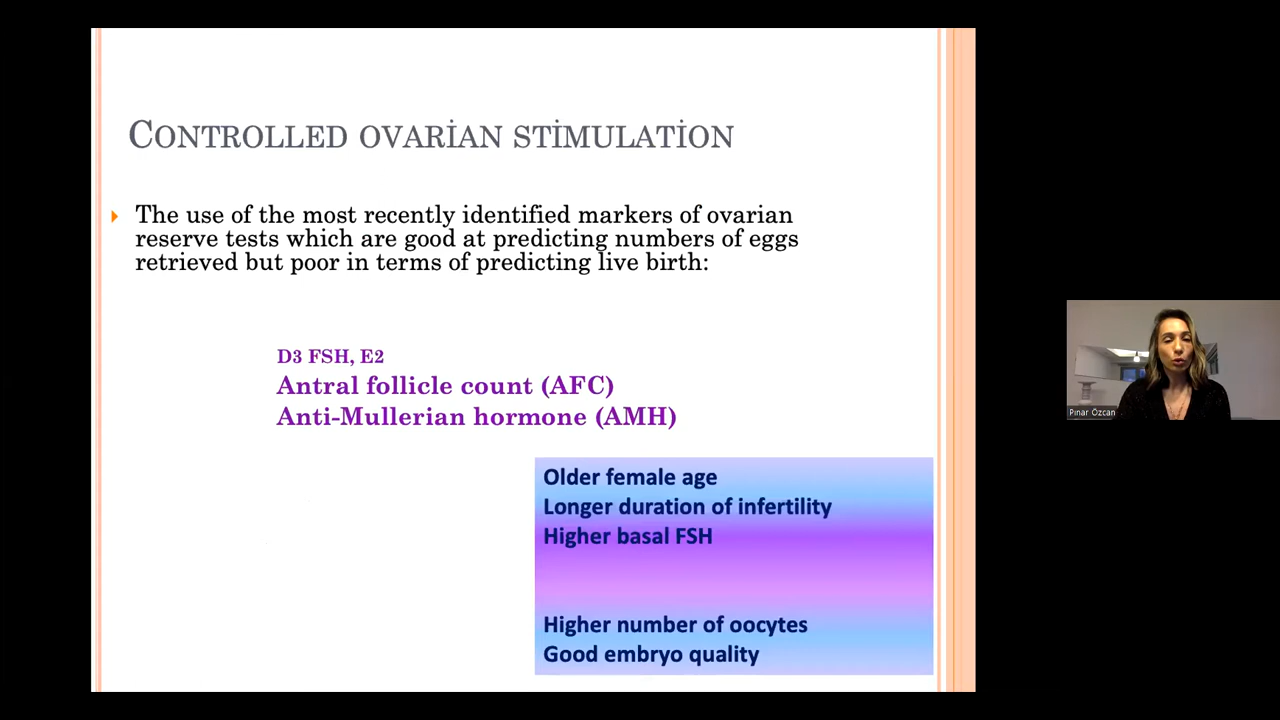 CONTROLLED OVARİAN STİMULATİON
The use of the most recently identified markers of ovarian
reserve tests which are good at predicting numbers of eggs
retrieved but poor in terms of predicting live birth:
D3 FSH, E2
Antral follicle count (AFC)
Anti-Mullerian hormone (AMH)
Pınar Özcan
Older female age
Longer duration of infertility
Higher basal FSH
Higher number of oocytes
Good embryo quality